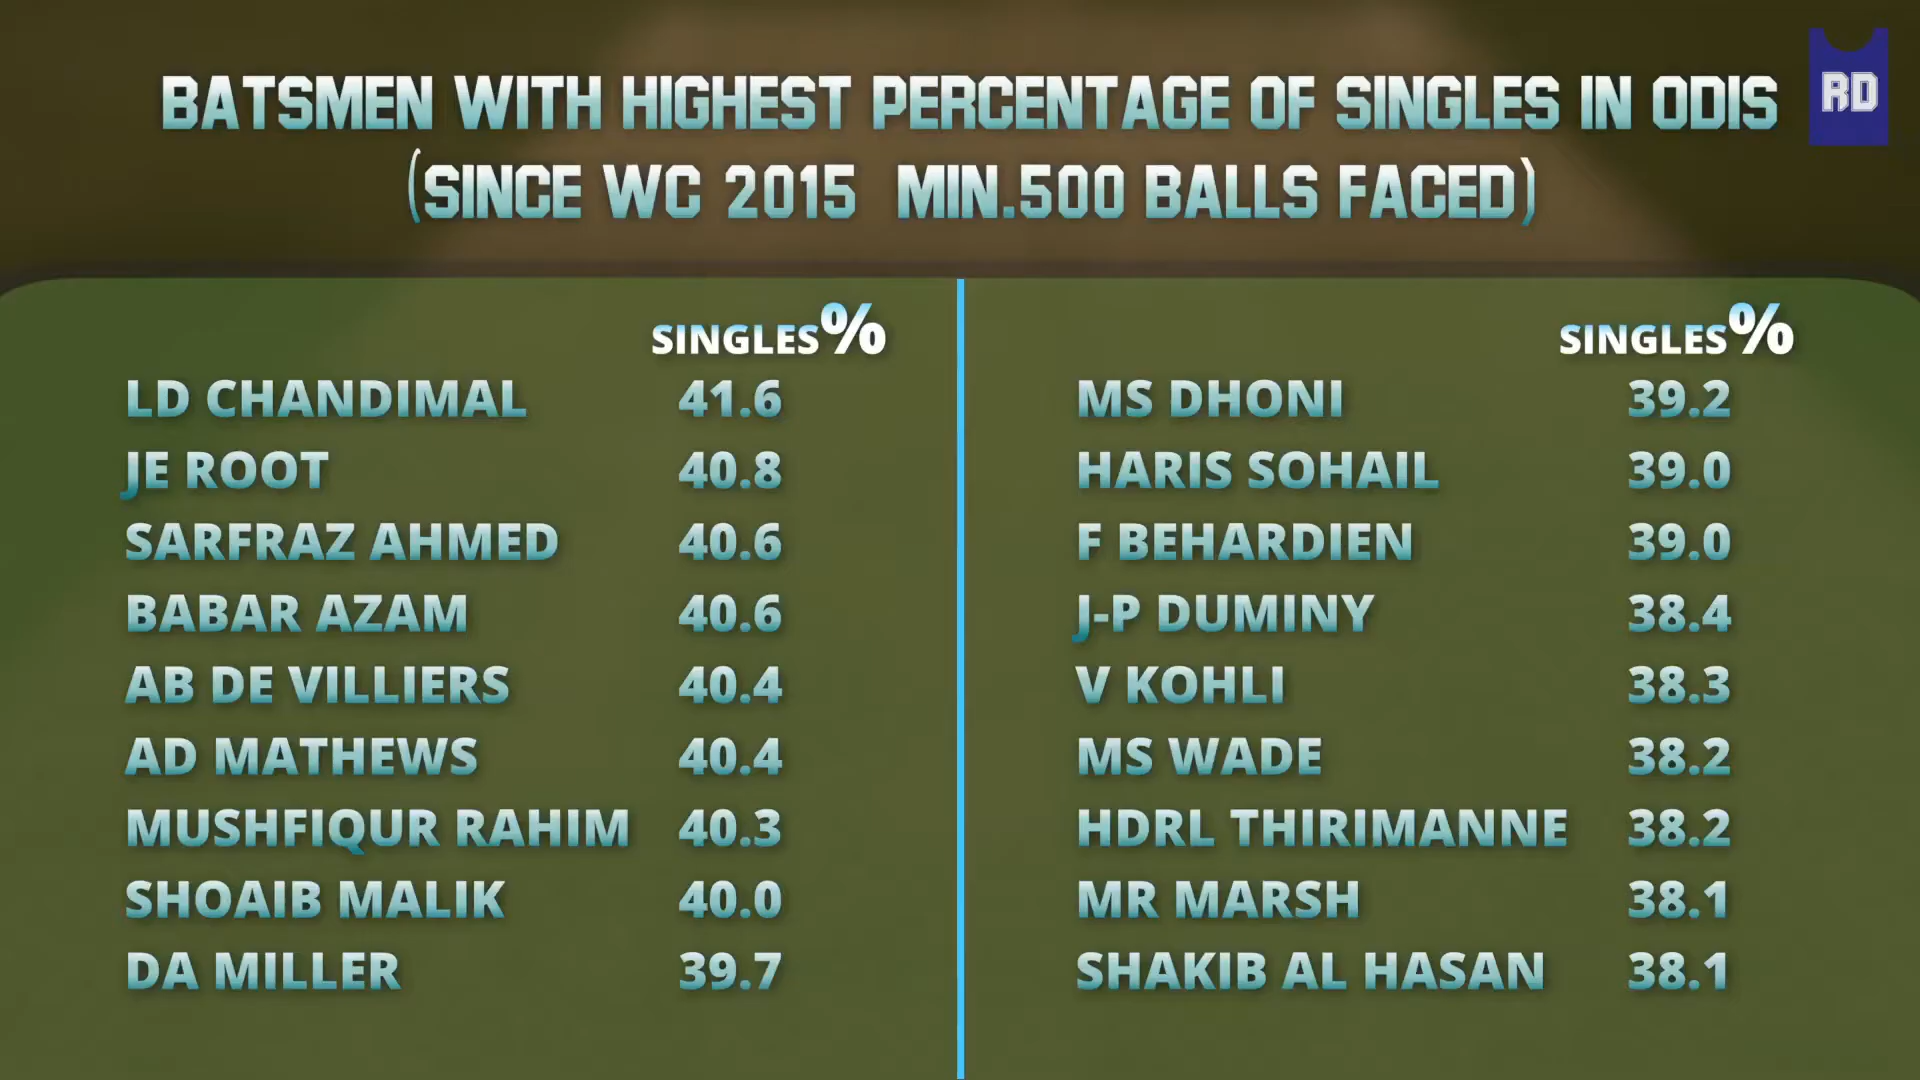 BATSMEN WITH HIGHEST PERCENTAGE OF SINGLES IN ODIS
RD
(SINCE WC 2015 MIN.500 BALLS FACED)
SINGLES%
LD CHANDIMAL 41.6
JE ROOT 40.8
SARFRAZ AHMED 40.6
BABAR AZAM 40.6
AB DE VILLIERS 40.4
AD MATHEWS 40.4
MUSHFIQUR RAHIM 40.3
SHOAIB MALIK 40.0
DA MILLER 39.7
SINGLES%
MS DHONI 39.2
HARIS SOHAIL 39.0
F BEHARDIEN 39.0
J-P DUMINY 38.4
V KOHLI 38.3
MS WADE 38.2
HDRL THIRIMANNE 38.2
MR MARSH 38.1
SHAKIB AL HASAN 38.1